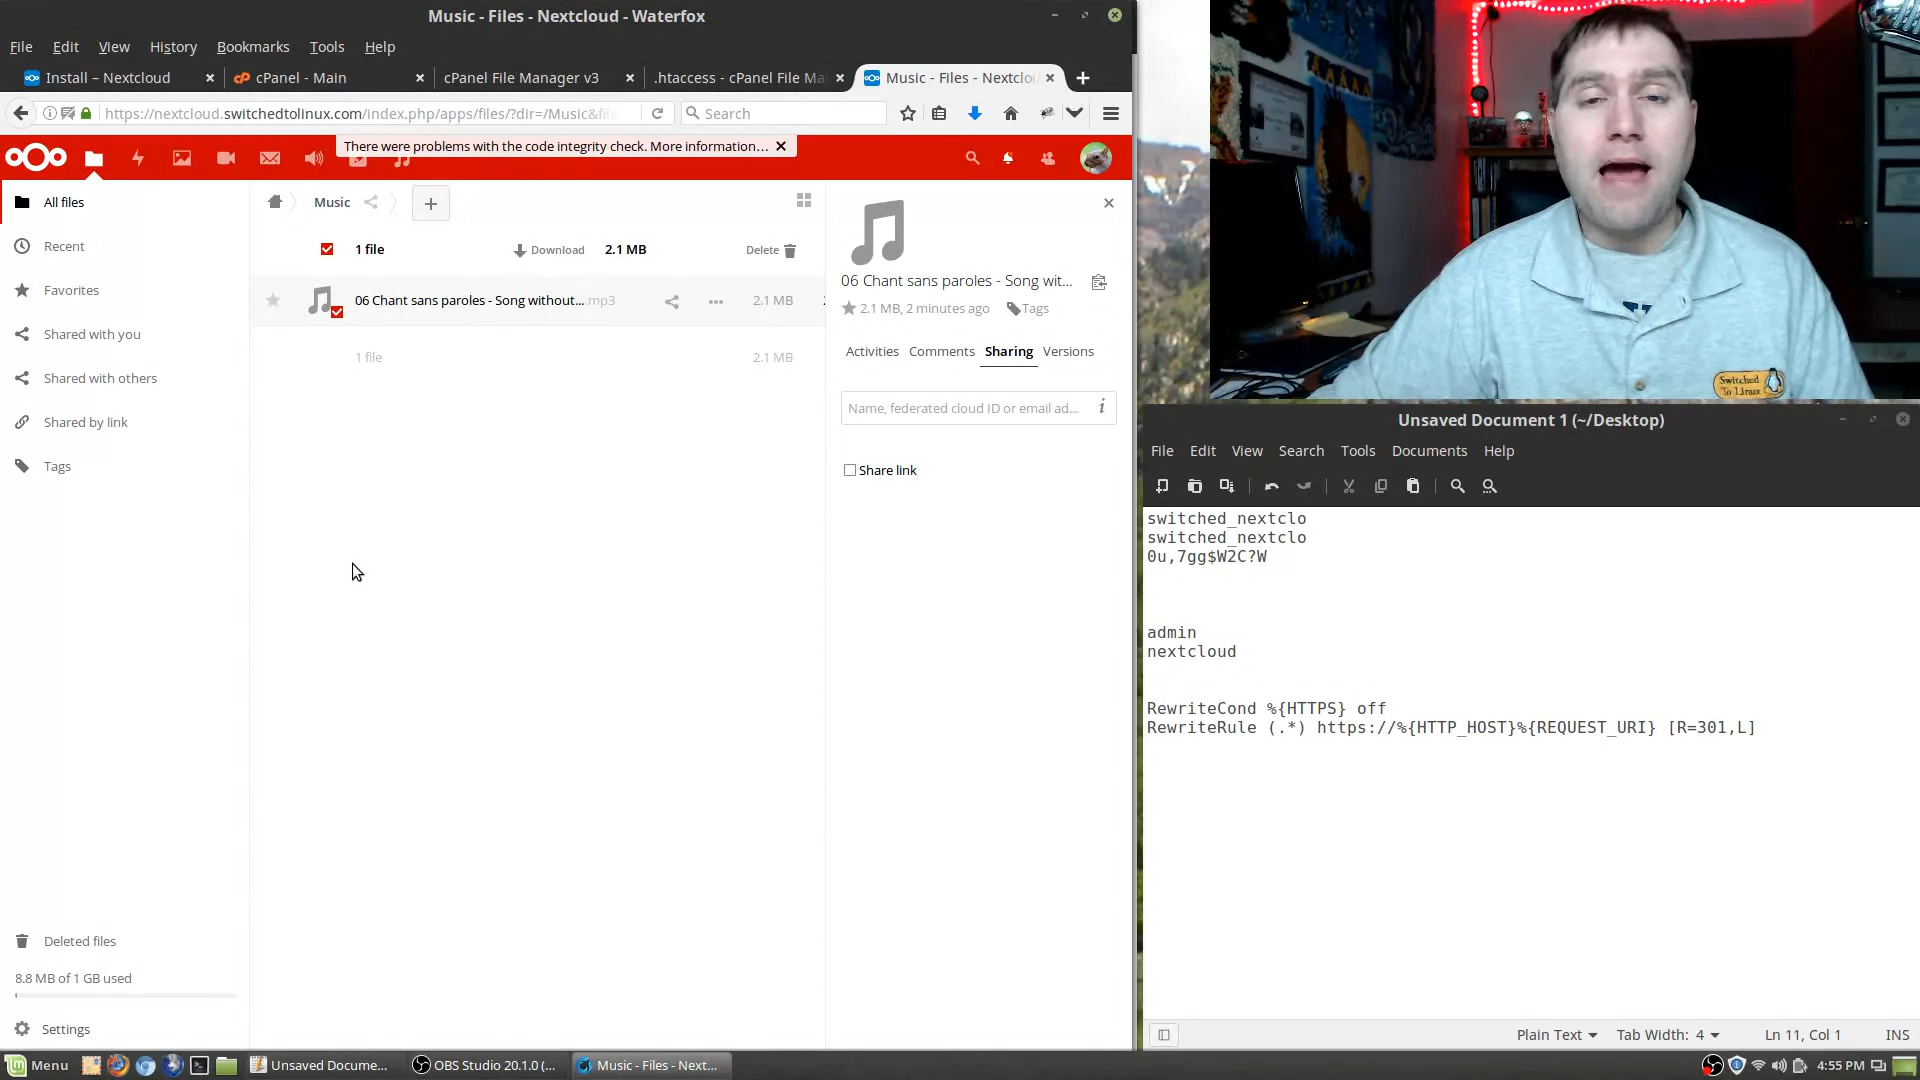 Music - Files - Nextcloud - Waterfox
File Edit View History Bookmarks Tools Help
Install – Nextcloud
cPanel - Main
cPanel File Manager v3
.htaccess - cPanel File Ma
Music - Files - Nextclou
https://nextcloud.switchedtolinux.com/index.php/apps/files/?dir=/Music&file
Search
There were problems with the code integrity check. More information…
All files
Recent
Favorites
Shared with you
Shared with others
Shared by link
Tags
Deleted files
8.8 MB of 1 GB used
Settings
Music
1 file Download 2.1 MB Delete
06 Chant sans paroles - Song without... .mp3 2.1 MB
1 file 2.1 MB
06 Chant sans paroles - Song wit...
2.1 MB, 2 minutes ago Tags
Activities Comments Sharing Versions
Name, federated cloud ID or email ad...
Share link
Switched
To Linux
Unsaved Document 1 (~/Desktop)
File Edit View Search Tools Documents Help
switched_nextclo
switched_nextclo
0u,7gg$W2C?W
admin
nextcloud
RewriteCond %{HTTPS} off
RewriteRule (.*) https://%{HTTP_HOST}%{REQUEST_URI} [R=301,L]
Plain Text Tab Width: 4 Ln 11, Col 1 INS
Menu
Unsaved Docume...
OBS Studio 20.1.0 (...
Music - Files - Next...
4:55 PM